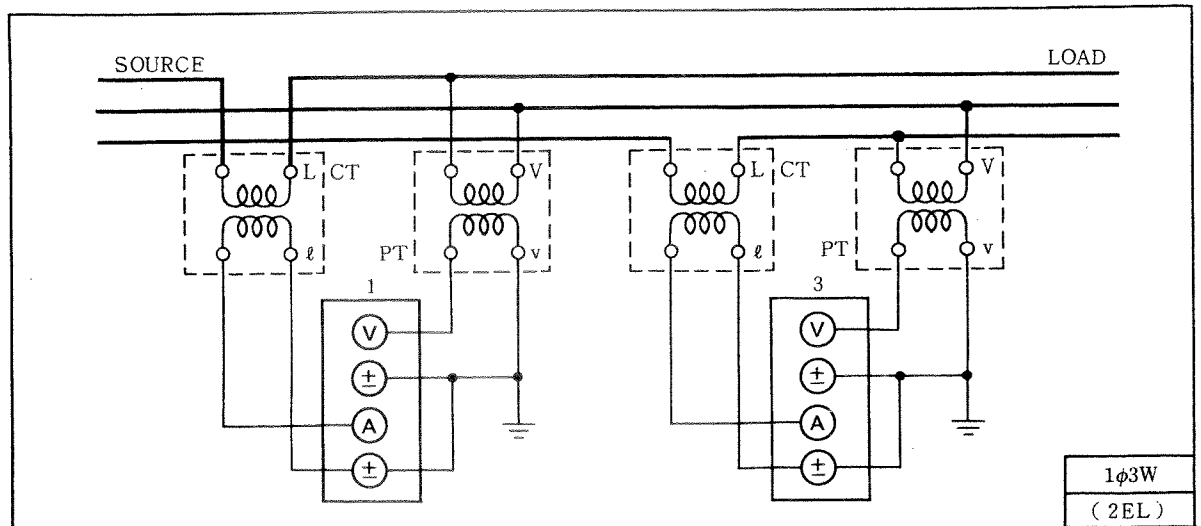 SOURCE LOAD
L CT V L CT V
ℓ PT v ℓ PT v
1 3
V V
± ±
A A
± ±
1φ3W
(2EL)